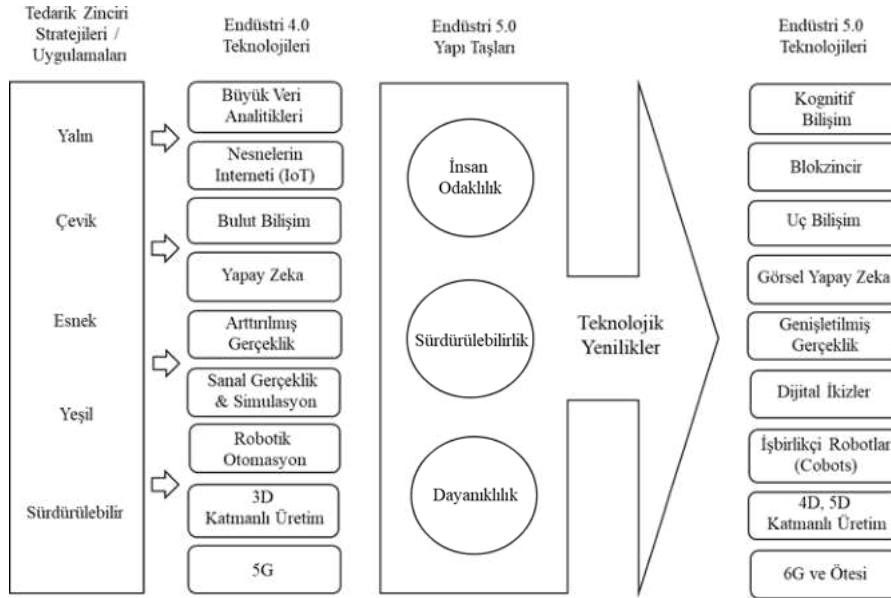 Tedarik Zinciri
Stratejileri /
Uygulamaları
Yalın
Çevik
Esnek
Yeşil
Sürdürülebilir
Endüstri 4.0
Teknolojileri
Büyük Veri
Analitikleri
Nesnelerin
Interneti (IoT)
Bulut Bilişim
Yapay Zeka
Arttırılmış
Gerçeklik
Sanal Gerçeklik
& Simulasyon
Robotik
Otomasyon
3D
Katmanlı Üretim
5G
Endüstri 5.0
Yapı Taşları
İnsan
Odaklılık
Sürdürülebilirlik
Dayanıklılık
Teknolojik
Yenilikler
Endüstri 5.0
Teknolojileri
Kognitif
Bilişim
Blokzincir
Uç Bilişim
Görsel Yapay Zeka
Genişletilmiş
Gerçeklik
Dijital İkizler
İşbirlikçi Robotlar
(Cobots)
4D, 5D
Katmanlı Üretim
6G ve Ötesi